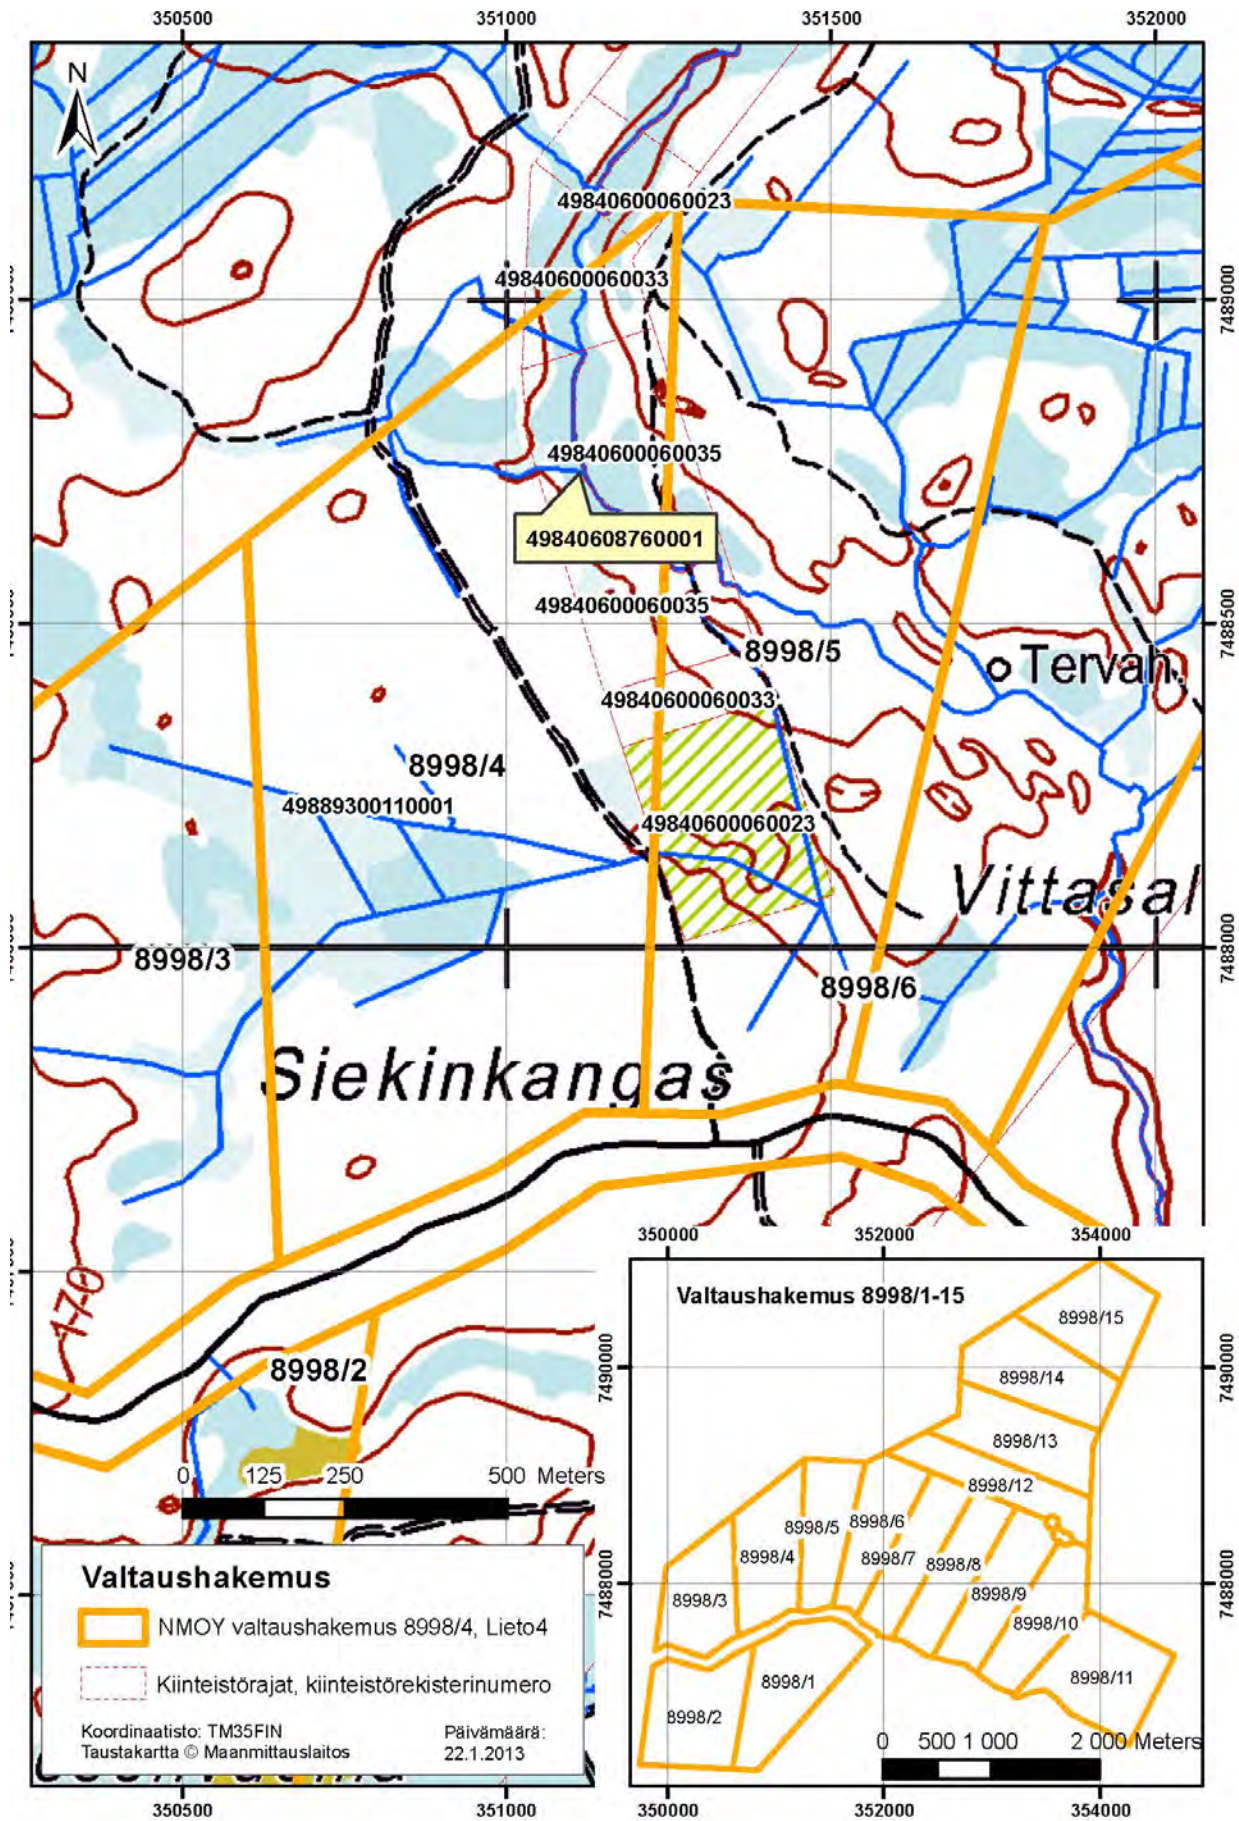 350500 351000 351500 352000
N
49840600060023
49840600060033
7489000
49840600060035
49840608760001
49840600060035
7488500
8998/5
Tervah.
49840600060033
8998/4
49889300110001
49840600060023
Vittasal
8998/3
7488000
8998/6
Siekinkangas
170
8998/2
0 125 250 500 Meters
Valtaushakemus
NMOY valtaushakemus 8998/4, Lieto4
Kiinteistörajat, kiinteistörekisterinumero
Koordinaatisto: TM35FIN
Taustakartta © Maanmittauslaitos
Päivämäärä:
22.1.2013
350500 351000
350000 352000 354000
Valtaushakemus 8998/1-15
8998/15
7490000
8998/14
8998/13
8998/12
8998/6
8998/5
8998/4
8998/7
8998/8
8998/3
8998/9
7488000
8998/10
8998/11
8998/1
8998/2
0 500 1 000 2 000 Meters
350000 352000 354000